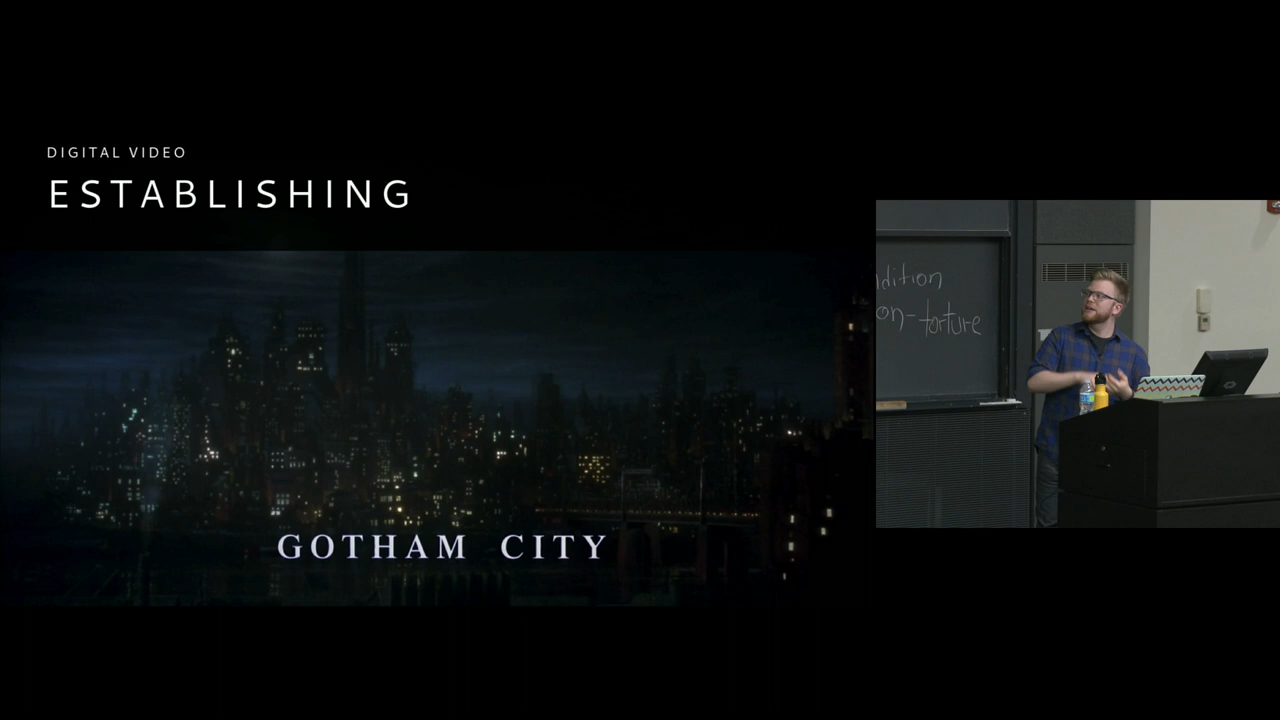 DIGITAL VIDEO
ESTABLISHING
GOTHAM CITY
dition
on-torture